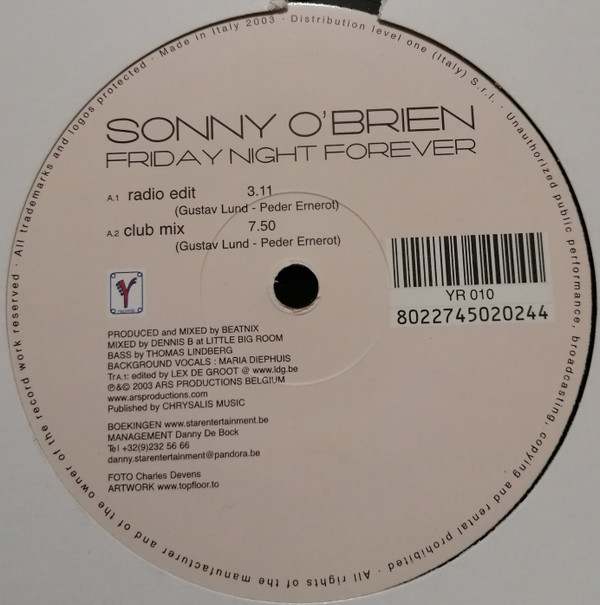 All trademarks and logos protected · Made in Italy 2003 · Distribution level one (Italy) S.r.l. · Unauthorized public performance, broadcasting, copying and rental prohibited · All rights of the manufacturer and of the owner of the record work reserved ·
SONNY O'BRIEN
FRIDAY NIGHT FOREVER
A.1 radio edit 3.11
(Gustav Lund - Peder Ernerot)
A.2 club mix 7.50
(Gustav Lund - Peder Ernerot)
YR 010
8022745020244
Y
PRODUCED and MIXED by BEATNIX
MIXED by DENNIS B at LITTLE BIG ROOM
BASS by THOMAS LINDBERG
BACKGROUND VOCALS : MARIA DIEPHUIS
Tr A.1: edited by LEX DE GROOT @ www.ldg.be
℗&© 2003 ARS PRODUCTIONS BELGIUM
www.arsproductions.com
Published by CHRYSALIS MUSIC
BOEKINGEN www.starentertainment.be
MANAGEMENT Danny De Bock
Tel +32(9)232 56 66
danny.starentertainment@pandora.be
FOTO Charles Devens
ARTWORK www.topfloor.to